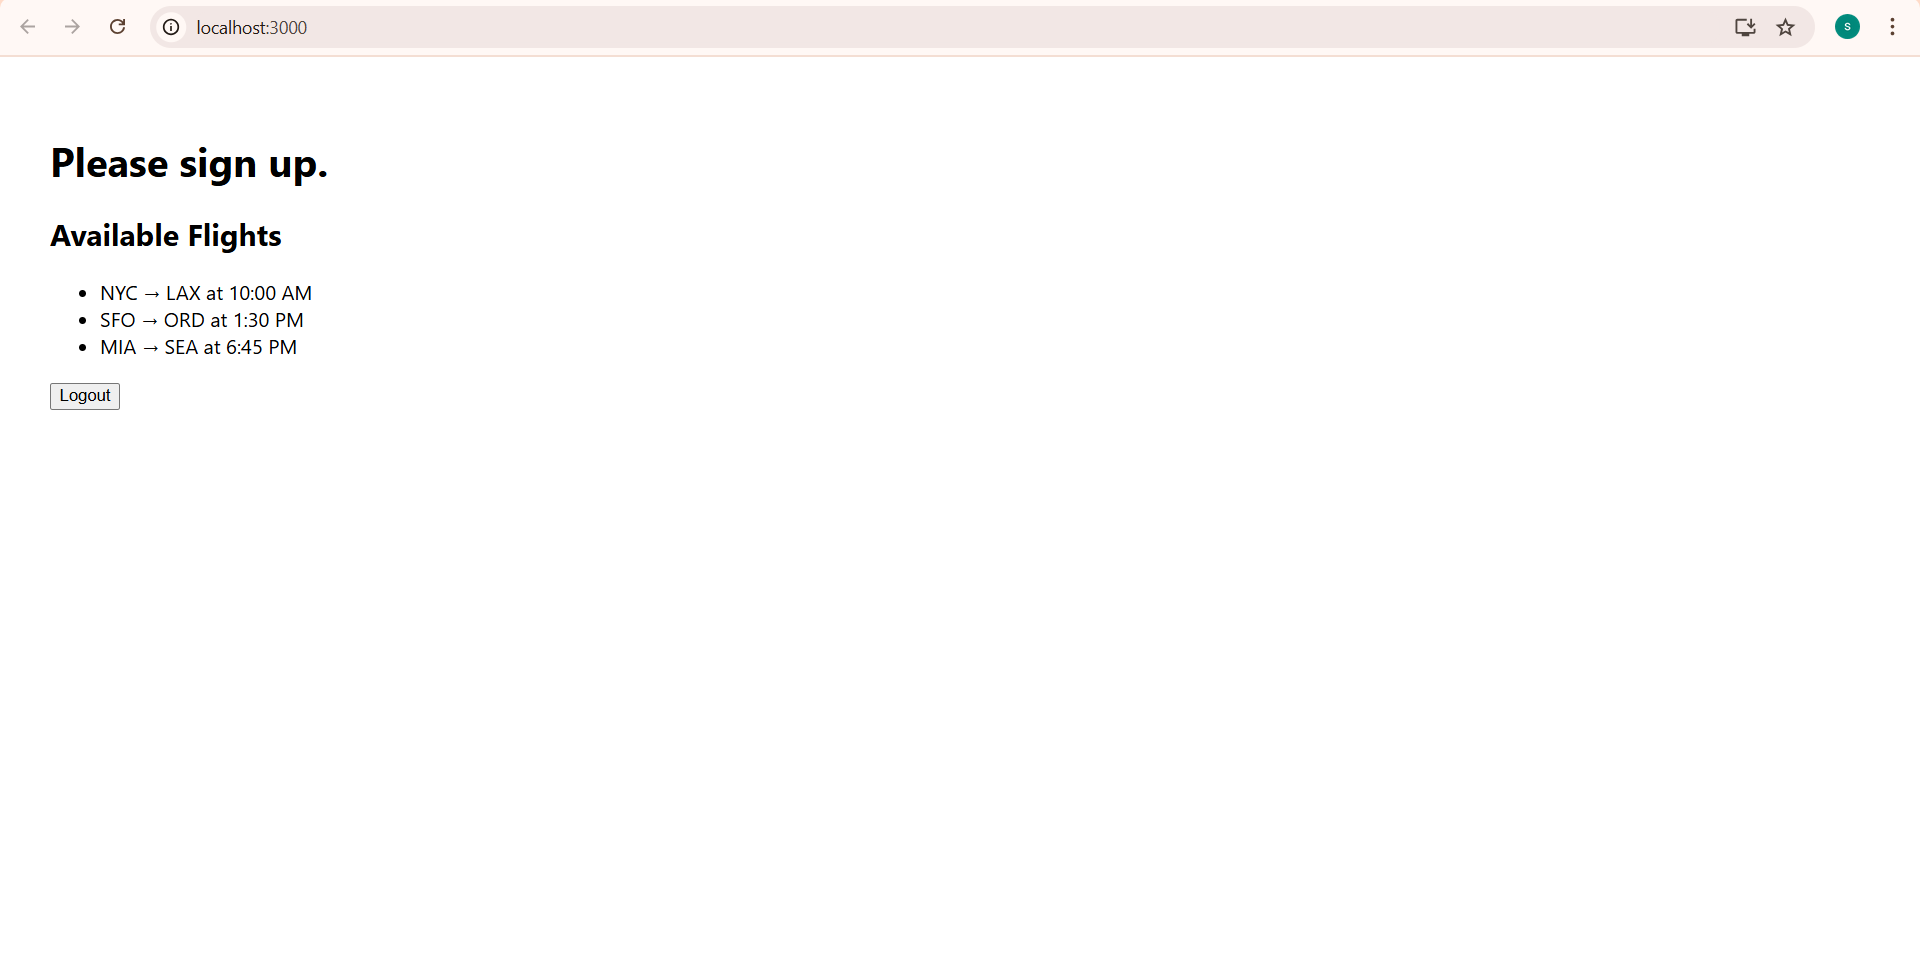 localhost:3000
S
Please sign up.
Available Flights
• NYC → LAX at 10:00 AM
• SFO → ORD at 1:30 PM
• MIA → SEA at 6:45 PM
Logout